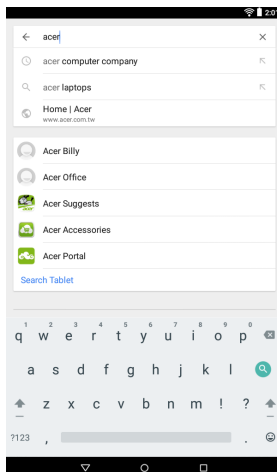 2:01
acer
acer computer company
acer laptops
Home | Acer
www.acer.com.tw
Acer Billy
Acer Office
Acer Suggests
Acer Accessories
Acer Portal
Search Tablet
1 2 3 4 5 6 7 8 9 0
q w e r t y u i o p
a s d f g h j k l
z x c v b n m ! ?
?123 , .